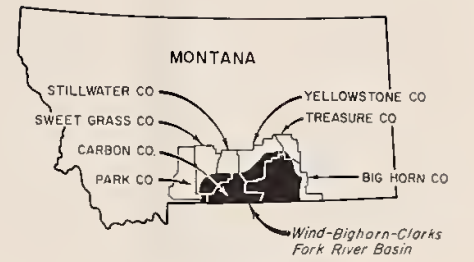 MONTANA
STILLWATER CO
YELLOWSTONE CO
SWEET GRASS CO
TREASURE CO
CARBON CO.
PARK CO
BIG HORN CO
Wind-Bighorn-Clarks
Fork River Basin